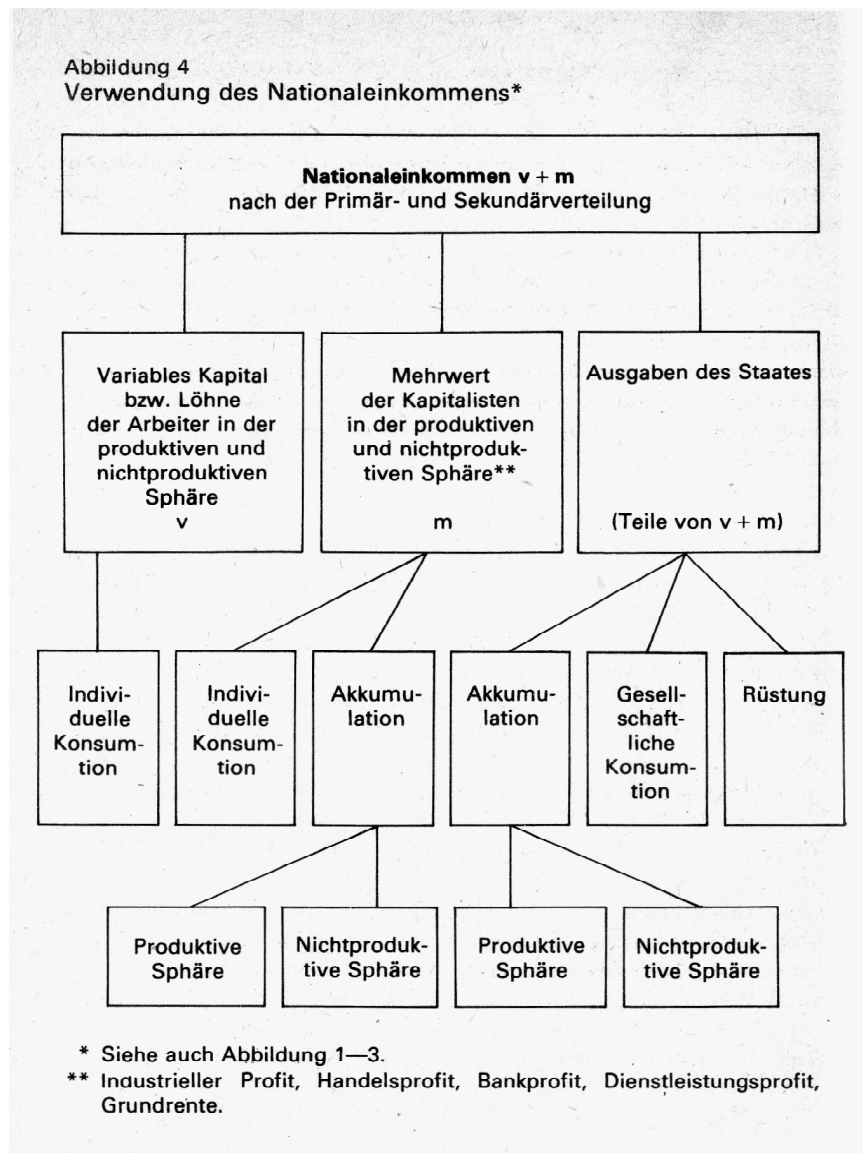 Abbildung 4
Verwendung des Nationaleinkommens*
Nationaleinkommen v + m
nach der Primär- und Sekundärverteilung
Variables Kapital
bzw. Löhne
der Arbeiter in der
produktiven und
nichtproduktiven
Sphäre
v
Mehrwert
der Kapitalisten
in der produktiven
und nichtproduk-
tiven Sphäre**
m
Ausgaben des Staates
(Teile von v + m)
Indivi-
duelle
Konsum-
tion
Indivi-
duelle
Konsum-
tion
Akkumu-
lation
Akkumu-
lation
Gesell-
schaft-
liche
Konsum-
tion
Rüstung
Produktive
Sphäre
Nichtproduk-
tive Sphäre
Produktive
Sphäre
Nichtproduk-
tive Sphäre
* Siehe auch Abbildung 1—3.
** Industrieller Profit, Handelsprofit, Bankprofit, Dienstleistungsprofit,
Grundrente.